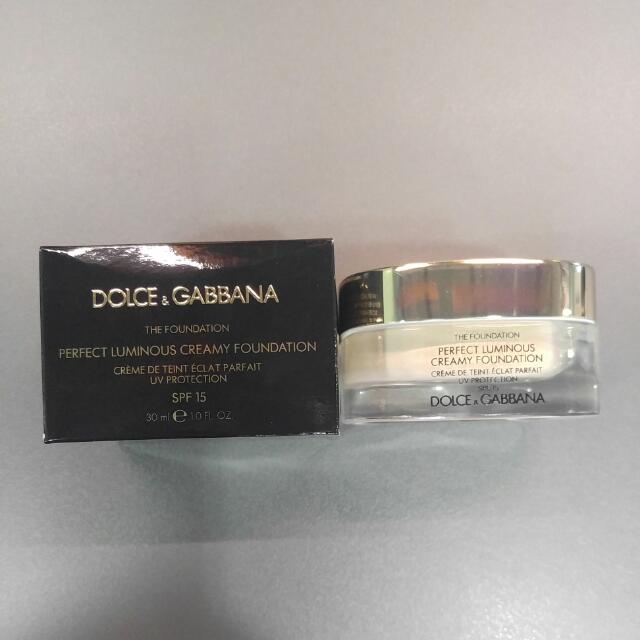 DOLCE & GABBANA
THE FOUNDATION
PERFECT LUMINOUS CREAMY FOUNDATION
CRÈME DE TEINT ÉCLAT PARFAIT
UV PROTECTION
SPF 15
30 ml ℮ 1.0 FL. OZ.
THE FOUNDATION
PERFECT LUMINOUS
CREAMY FOUNDATION
CRÈME DE TEINT ÉCLAT PARFAIT
UV PROTECTION
SPF 15
DOLCE & GABBANA